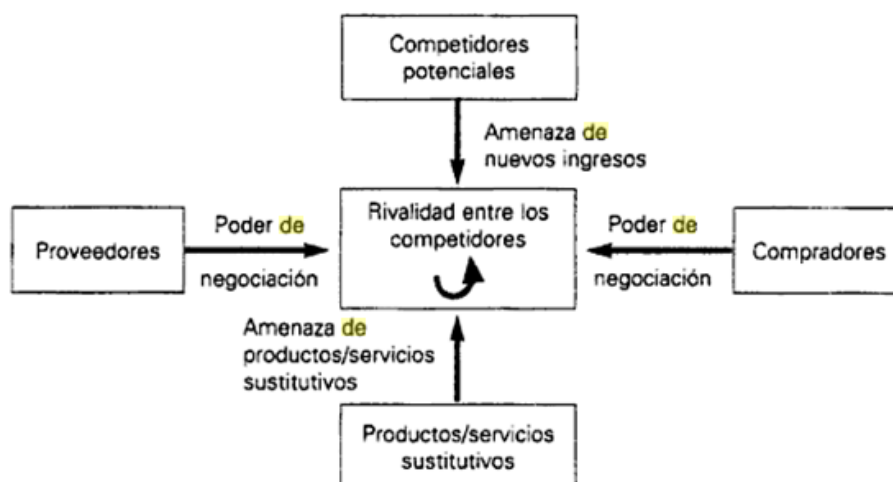 Competidores
potenciales
Amenaza de
nuevos ingresos
Proveedores
Poder de
negociación
Rivalidad entre los
competidores
Poder de
negociación
Compradores
Amenaza de
productos/servicios
sustitutivos
Productos/servicios
sustitutivos